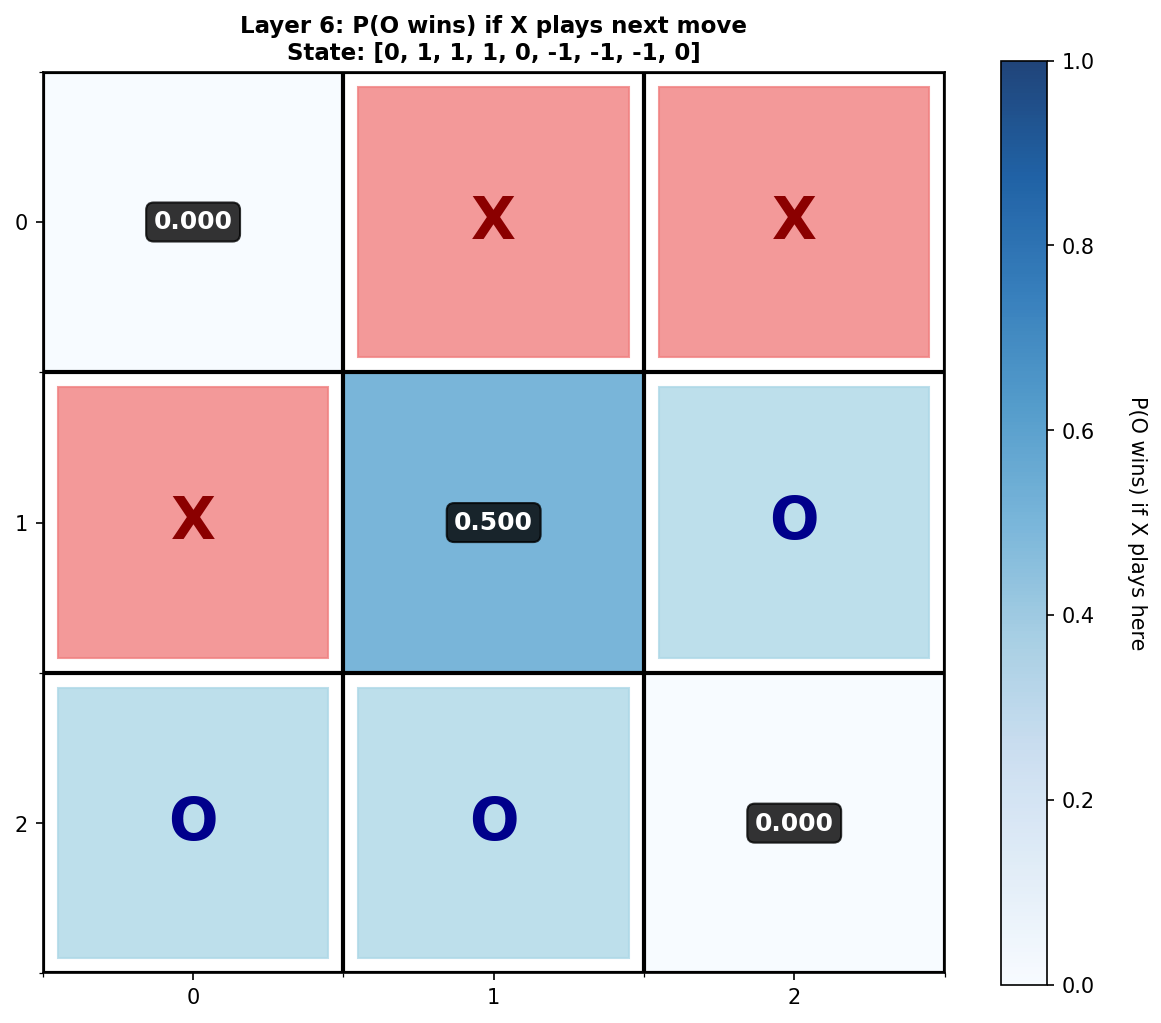 Layer 6: P(O wins) if X plays next move
State: [0, 1, 1, 1, 0, -1, -1, -1, 0]
0
0.000
X
X
1
X
0.500
O
2
O
O
0.000
0
1
2
1.0
0.8
0.6
0.4
0.2
0.0
P(O wins) if X plays here